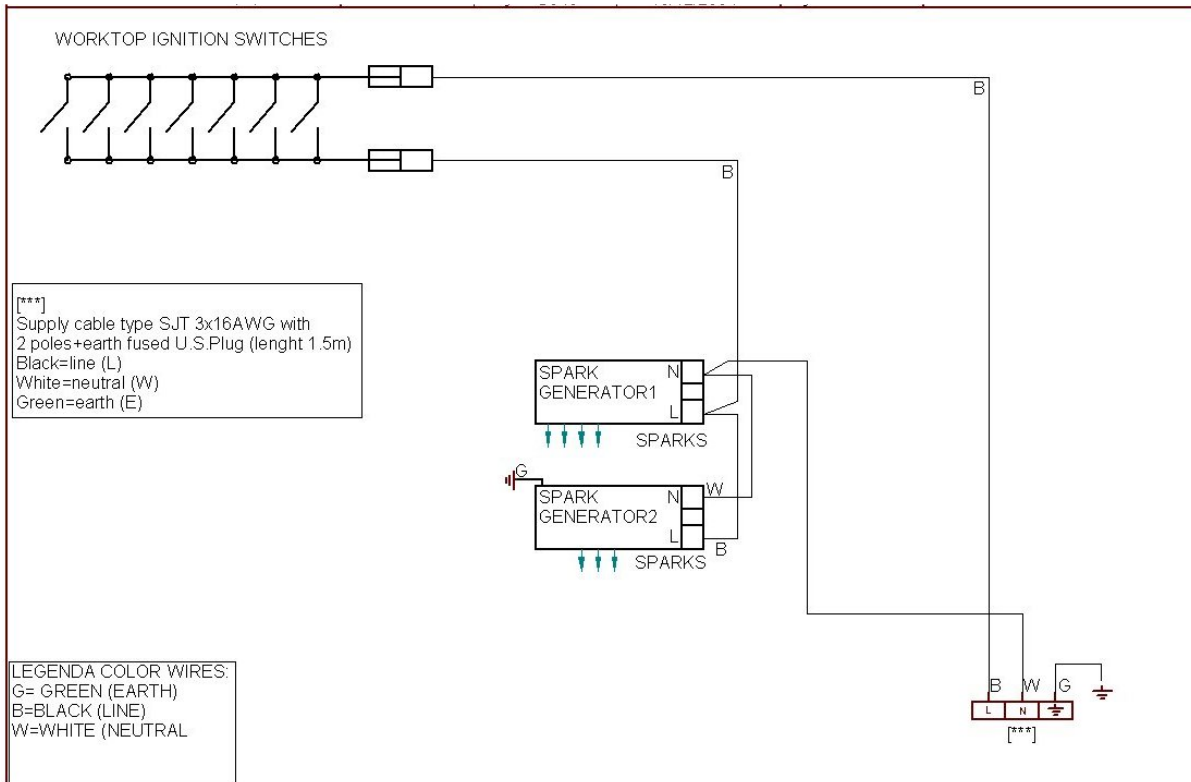 WORKTOP IGNITION SWITCHES
B
B
[***]
Supply cable type SJT 3x16AWG with
2 poles+earth fused U.S.Plug (lenght 1.5m)
Black=line (L)
White=neutral (W)
Green=earth (E)
SPARK N
GENERATOR1
L
SPARKS
G
SPARK N W
GENERATOR2
L
B
SPARKS
LEGENDA COLOR WIRES:
G= GREEN (EARTH)
B=BLACK (LINE)
W=WHITE (NEUTRAL
B W G
L N
[***]